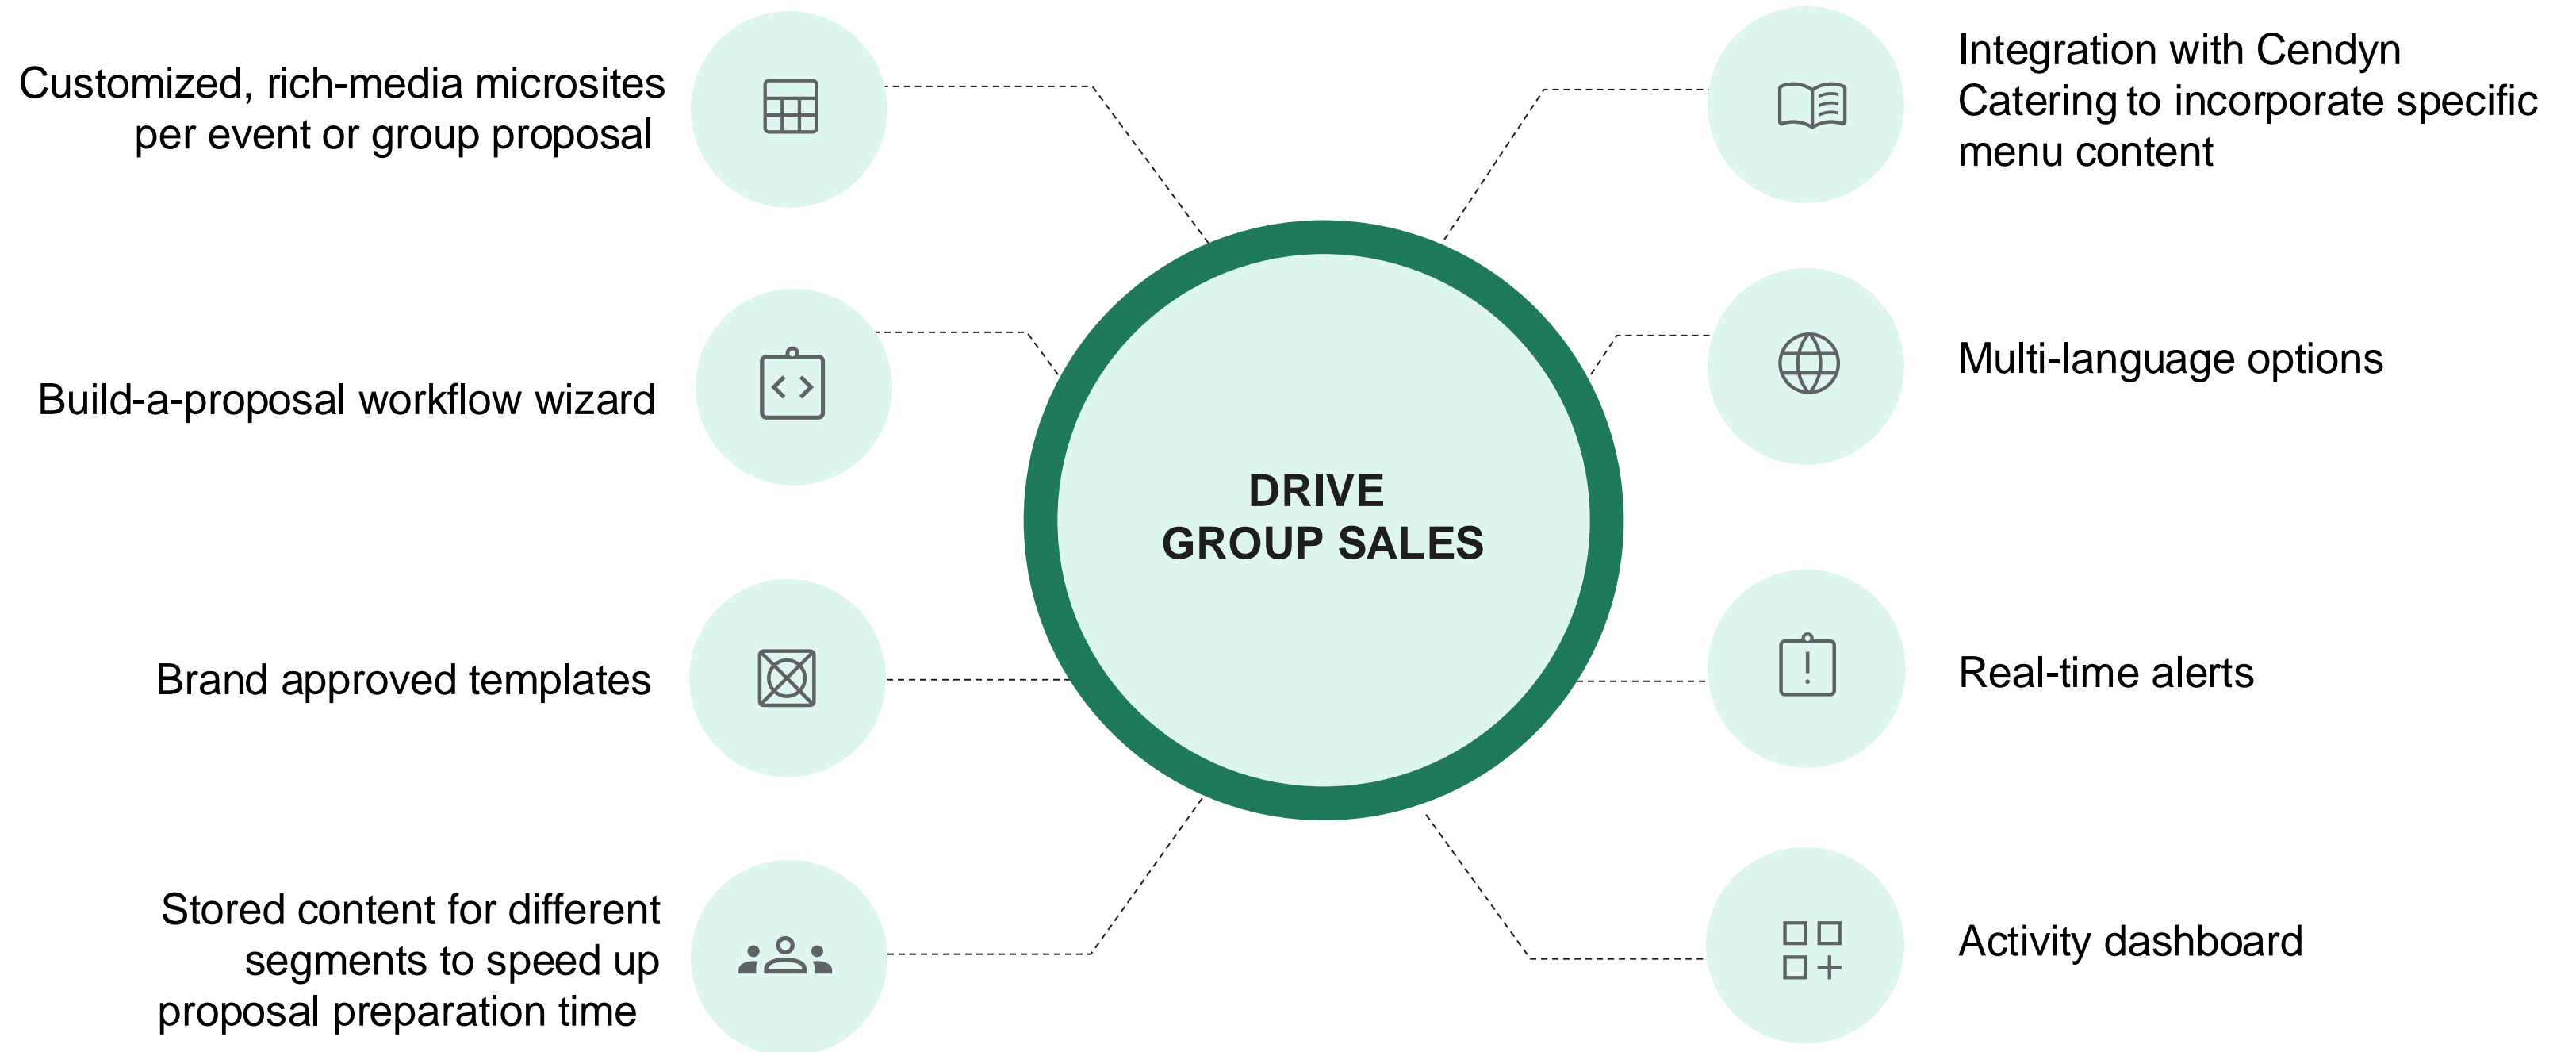 Customized, rich-media microsites
per event or group proposal
Build-a-proposal workflow wizard
Brand approved templates
Stored content for different
segments to speed up
proposal preparation time
DRIVE
GROUP SALES
Integration with Cendyn
Catering to incorporate specific
menu content
Multi-language options
Real-time alerts
Activity dashboard